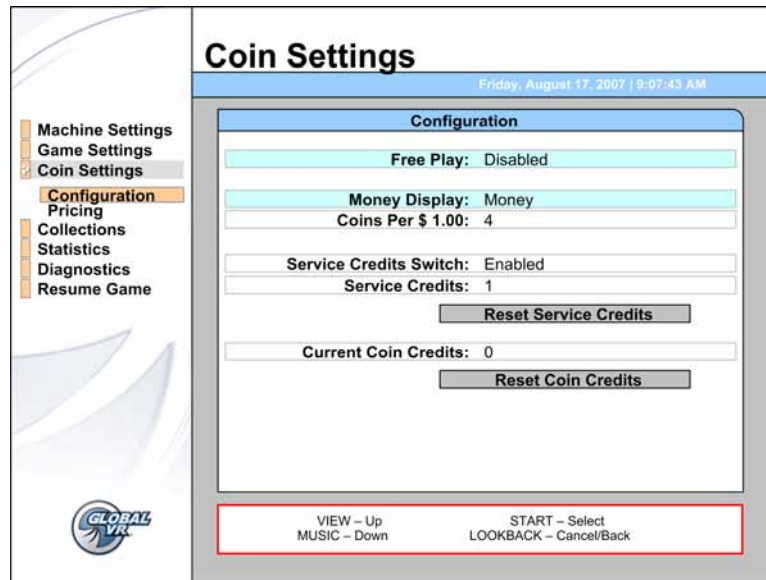 Coin Settings
Friday, August 17, 2007 | 9:07:43 AM
Machine Settings
Game Settings
Coin Settings
Configuration
Pricing
Collections
Statistics
Diagnostics
Resume Game
Configuration
Free Play: Disabled
Money Display: Money
Coins Per $ 1.00: 4
Service Credits Switch: Enabled
Service Credits: 1
Reset Service Credits
Current Coin Credits: 0
Reset Coin Credits
GLOBAL
VR
VIEW – Up START – Select
MUSIC – Down LOOKBACK – Cancel/Back